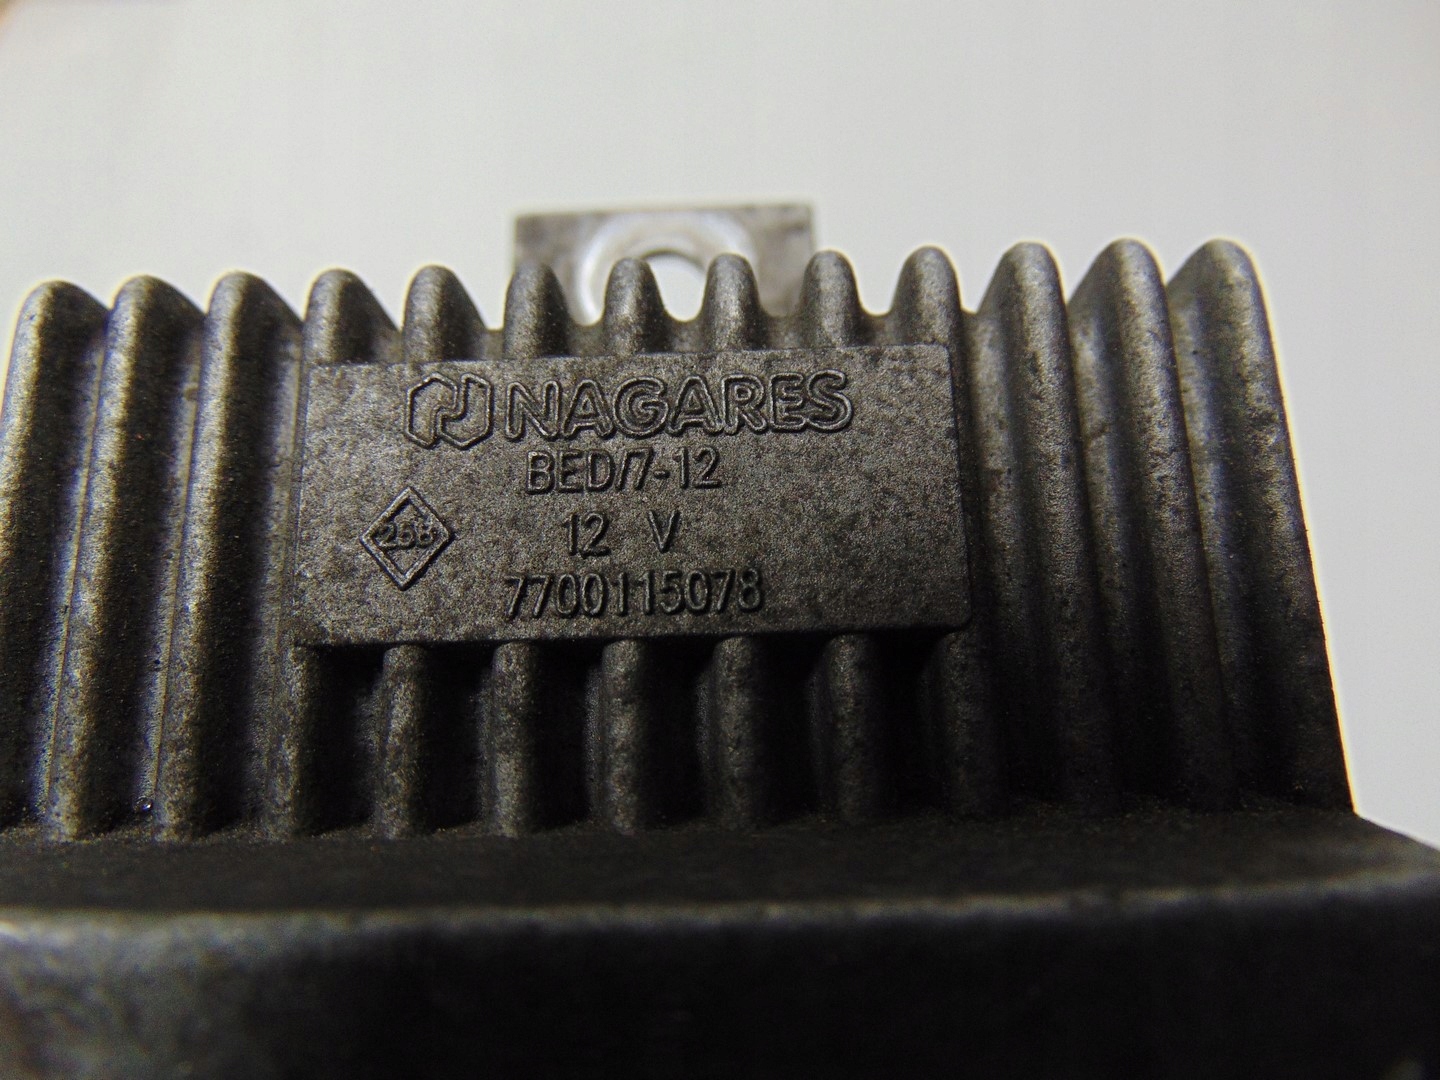 NAGARES
BED/7-12
258
12 V
7700115078